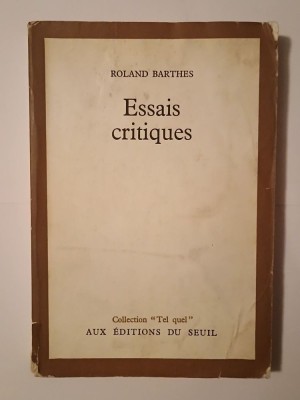 ROLAND BARTHES
Essais
critiques
Collection "Tel quel"
AUX ÉDITIONS DU SEUIL